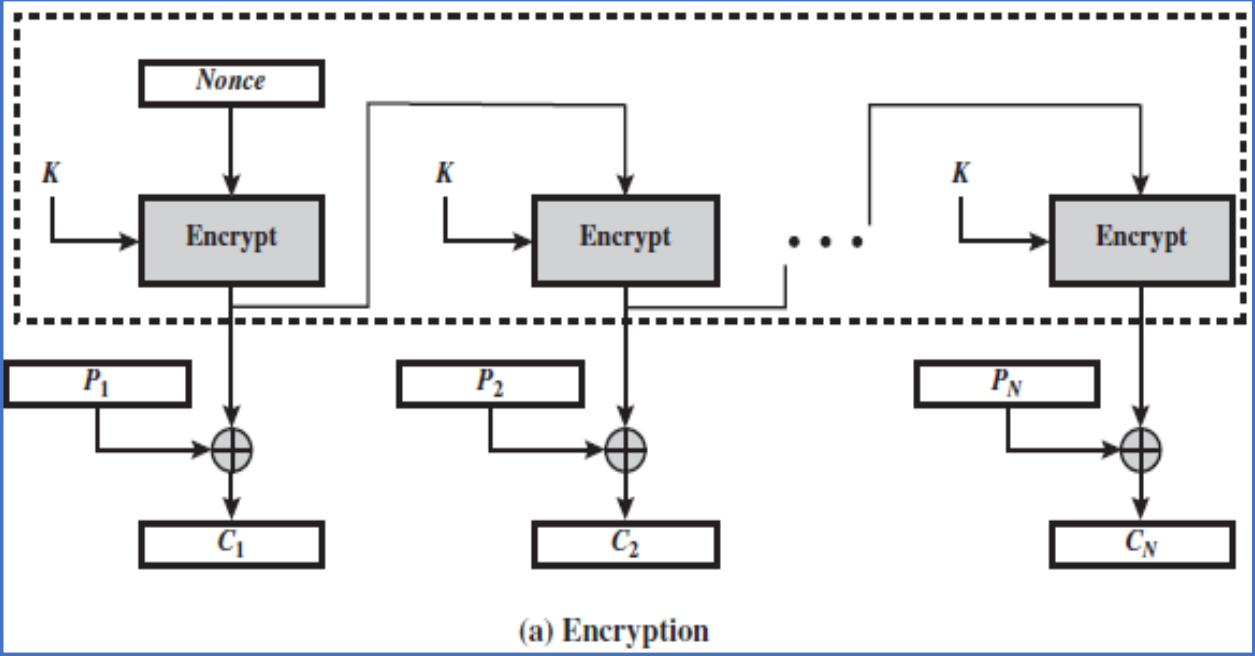 Nonce
K
K
K
Encrypt
Encrypt
• • •
Encrypt
P1
P2
PN
C1
C2
CN
(a) Encryption